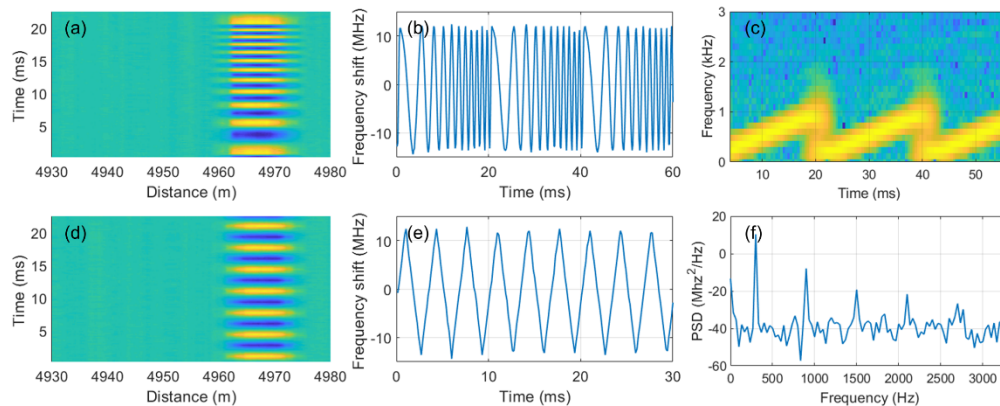 (a)
Time (ms)
20
15
10
5
4930 4940 4950 4960 4970 4980
Distance (m)
(b)
Frequency shift (MHz)
10
0
-10
0 20 40 60
Time (ms)
(c)
Frequency (kHz)
3
2
1
0
10 20 30 40 50
Time (ms)
(d)
Time (ms)
20
15
10
5
4930 4940 4950 4960 4970 4980
Distance (m)
(e)
Frequency shift (MHz)
10
0
-10
0 10 20 30
Time (ms)
(f)
PSD (Mhz²/Hz)
20
0
-20
-40
-60
0 500 1000 1500 2000 2500 3000
Frequency (Hz)